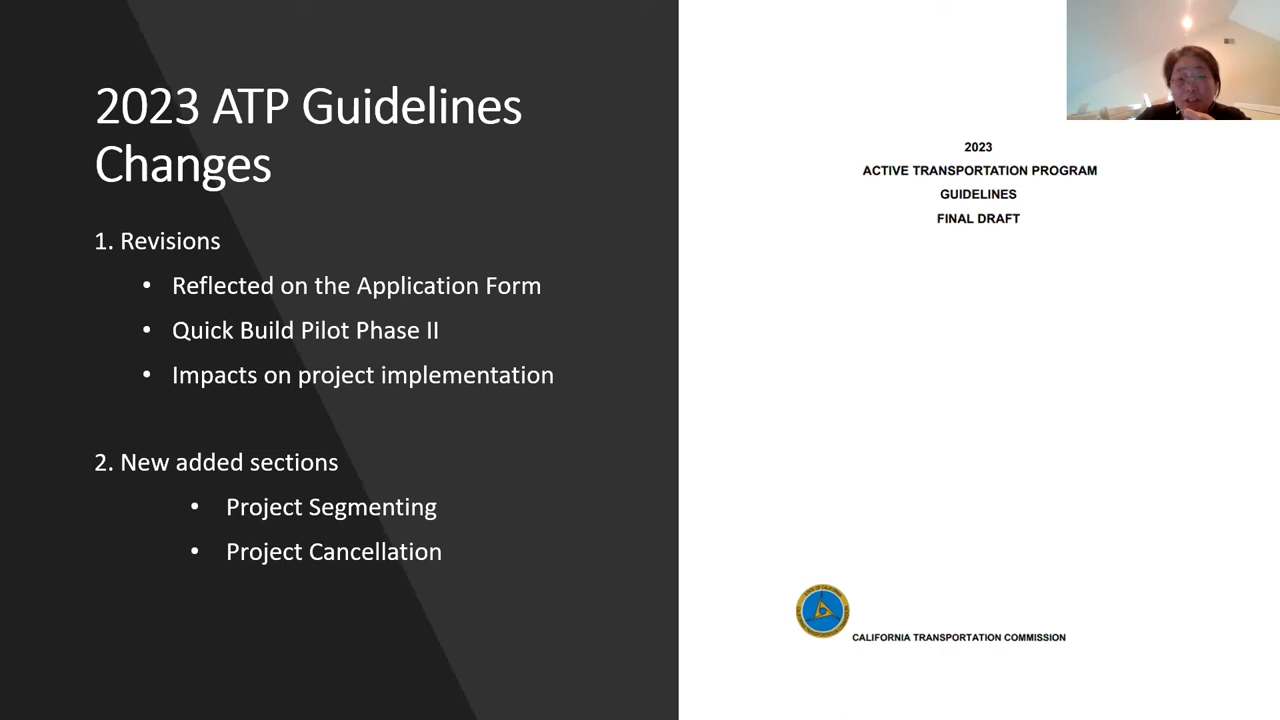 2023 ATP Guidelines
Changes
1. Revisions
• Reflected on the Application Form
• Quick Build Pilot Phase II
• Impacts on project implementation
2. New added sections
• Project Segmenting
• Project Cancellation
2023
ACTIVE TRANSPORTATION PROGRAM
GUIDELINES
FINAL DRAFT
CALIFORNIA TRANSPORTATION COMMISSION